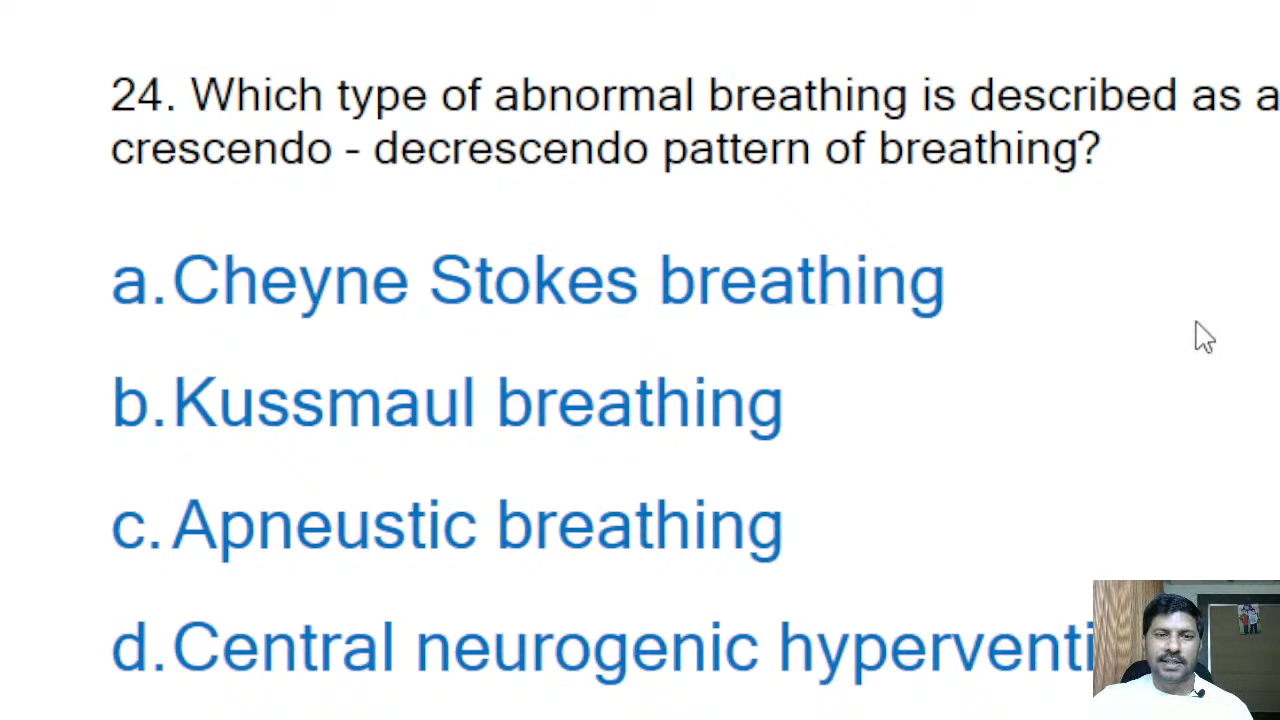 24. Which type of abnormal breathing is described as a
crescendo - decrescendo pattern of breathing?
a. Cheyne Stokes breathing
b. Kussmaul breathing
c. Apneustic breathing
d. Central neurogenic